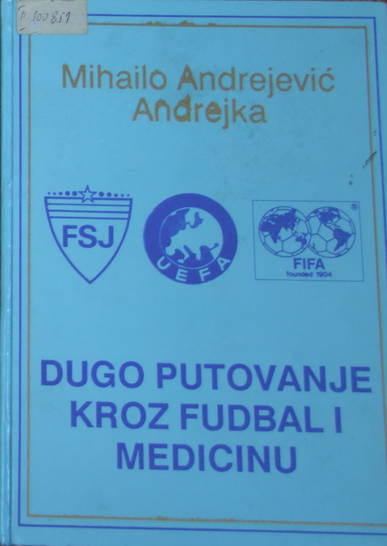 Mihailo Andrejević
Andrejka
FSJ
UEFA
®
FIFA
founded 1904
DUGO PUTOVANJE
KROZ FUDBAL I
MEDICINU